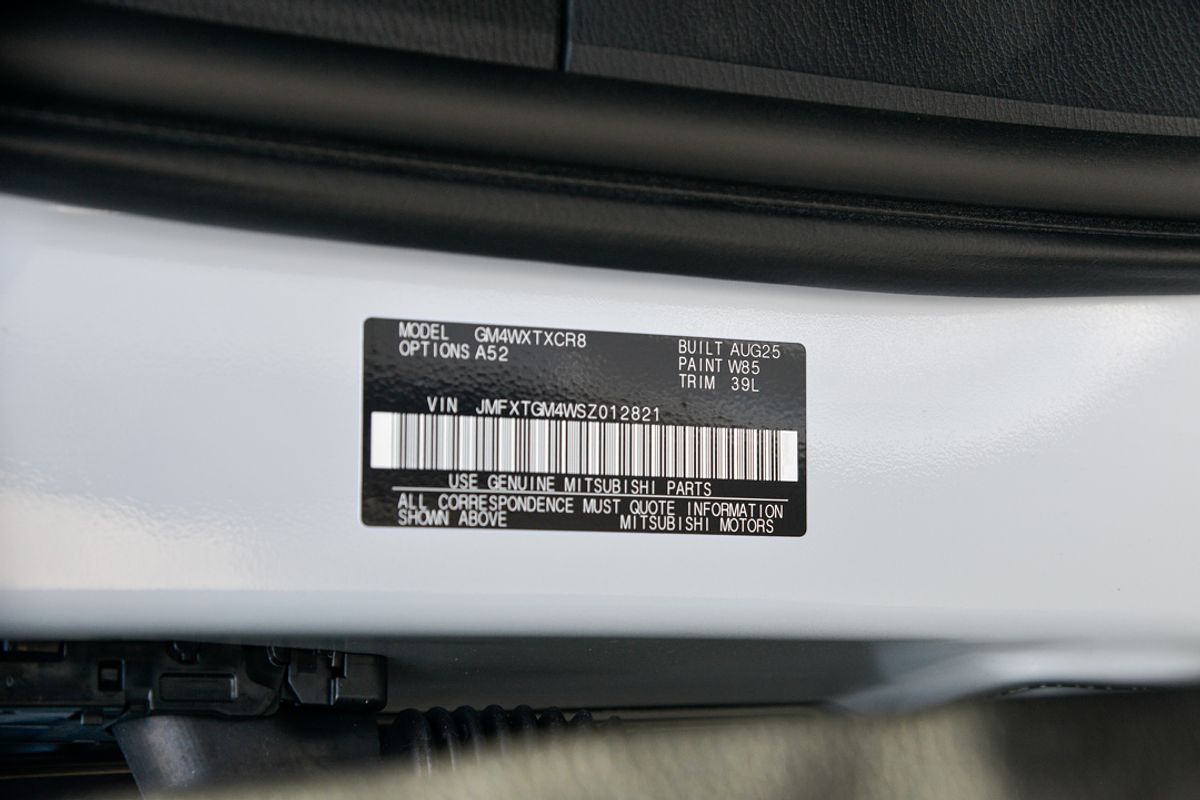 MODEL GM4WXTXCR8
OPTIONS A52
BUILT AUG25
PAINT W85
TRIM 39L
VIN JMFXTGM4WSZ012821
USE GENUINE MITSUBISHI PARTS
ALL CORRESPONDENCE MUST QUOTE INFORMATION
SHOWN ABOVE MITSUBISHI MOTORS